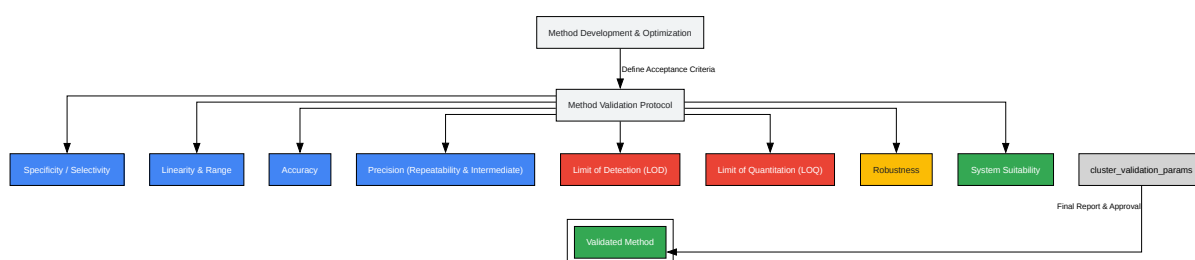 Method Development & Optimization
Define Acceptance Criteria
Method Validation Protocol
Specificity / Selectivity
Linearity & Range
Accuracy
Precision (Repeatability & Intermediate)
Limit of Detection (LOD)
Limit of Quantitation (LOQ)
Robustness
System Suitability
cluster_validation_params
Final Report & Approval
Validated Method